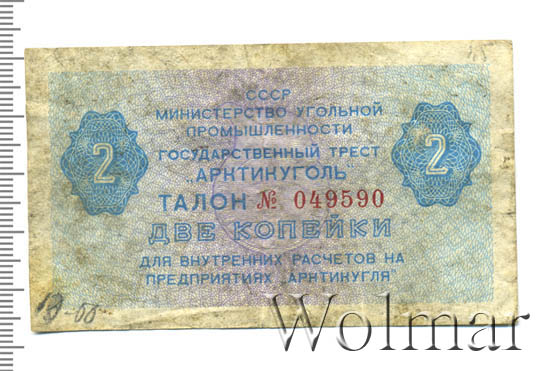 СССР
МИНИСТЕРСТВО УГОЛЬНОЙ
ПРОМЫШЛЕННОСТИ
ГОСУДАРСТВЕННЫЙ ТРЕСТ
„АРКТИКУГОЛЬ"
2 2
ТАЛОН № 049590
ДВЕ КОПЕЙКИ
ДЛЯ ВНУТРЕННИХ РАСЧЕТОВ НА
ПРЕДПРИЯТИЯХ „АРКТИКУГЛЯ"
Wolmar